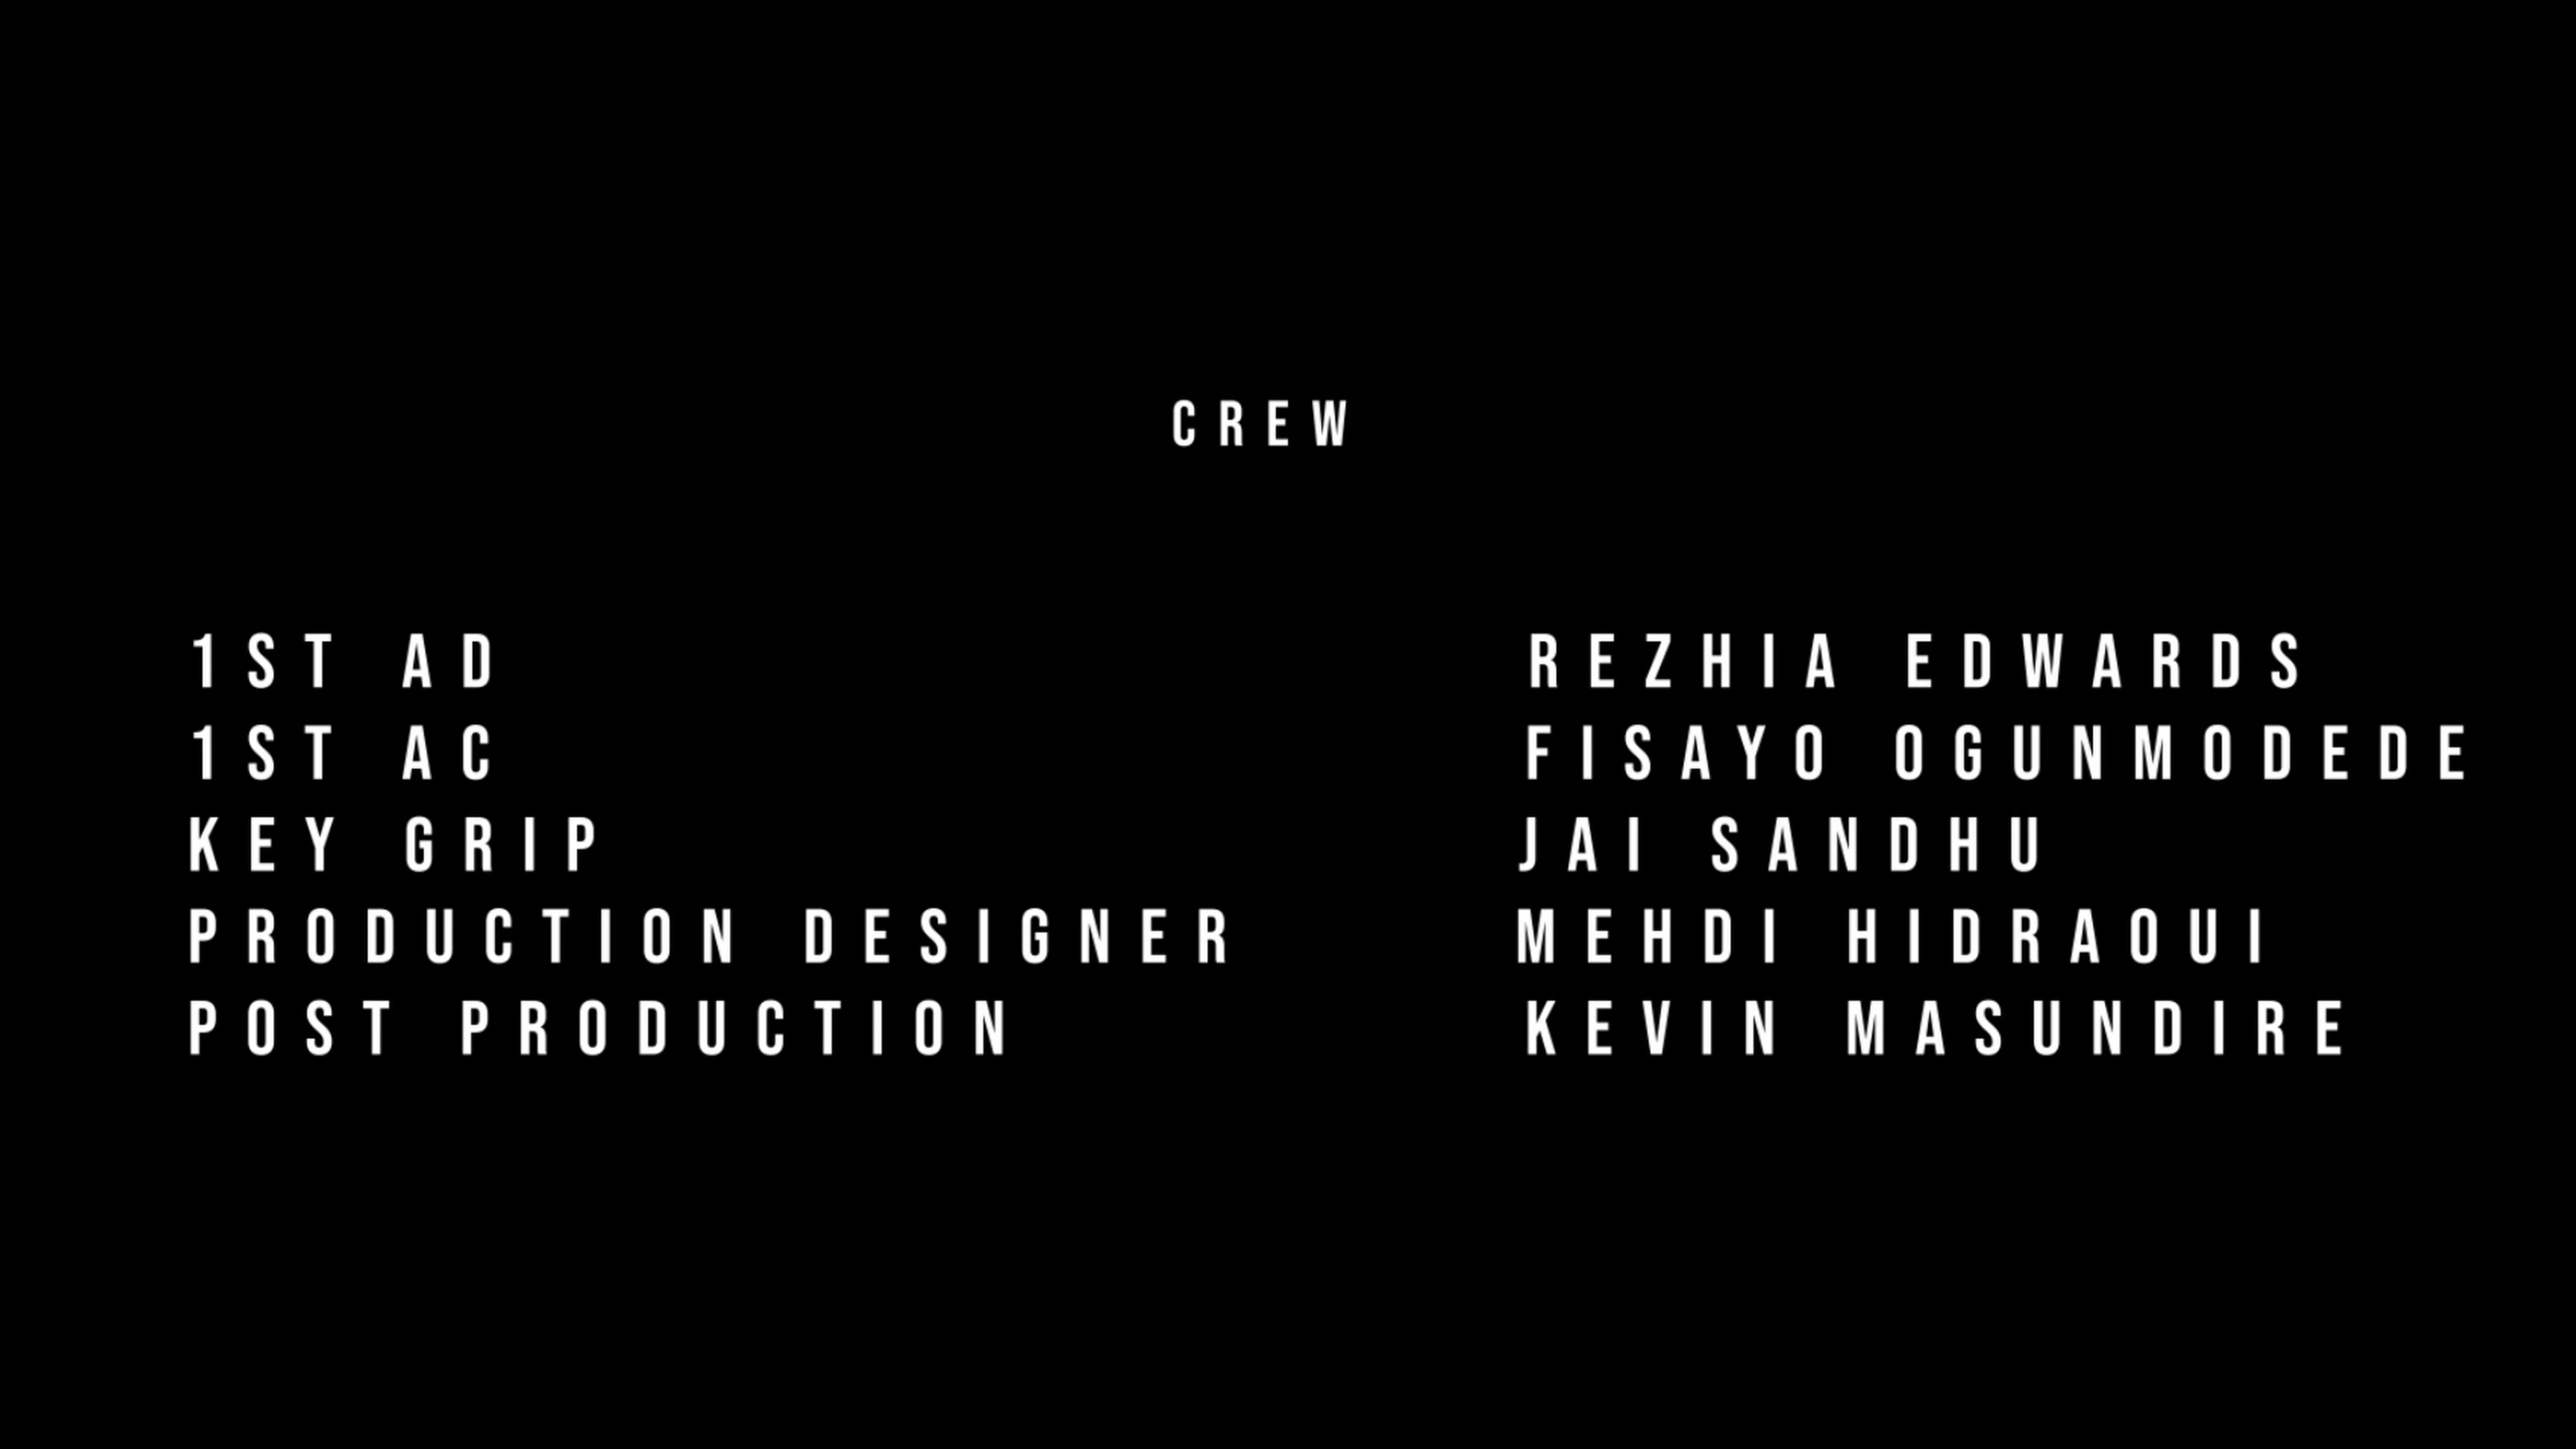 CREW
1ST AD REZHIA EDWARDS
1ST AC FISAYO OGUNMODEDE
KEY GRIP JAI SANDHU
PRODUCTION DESIGNER MEHDI HIDRAOUI
POST PRODUCTION KEVIN MASUNDIRE